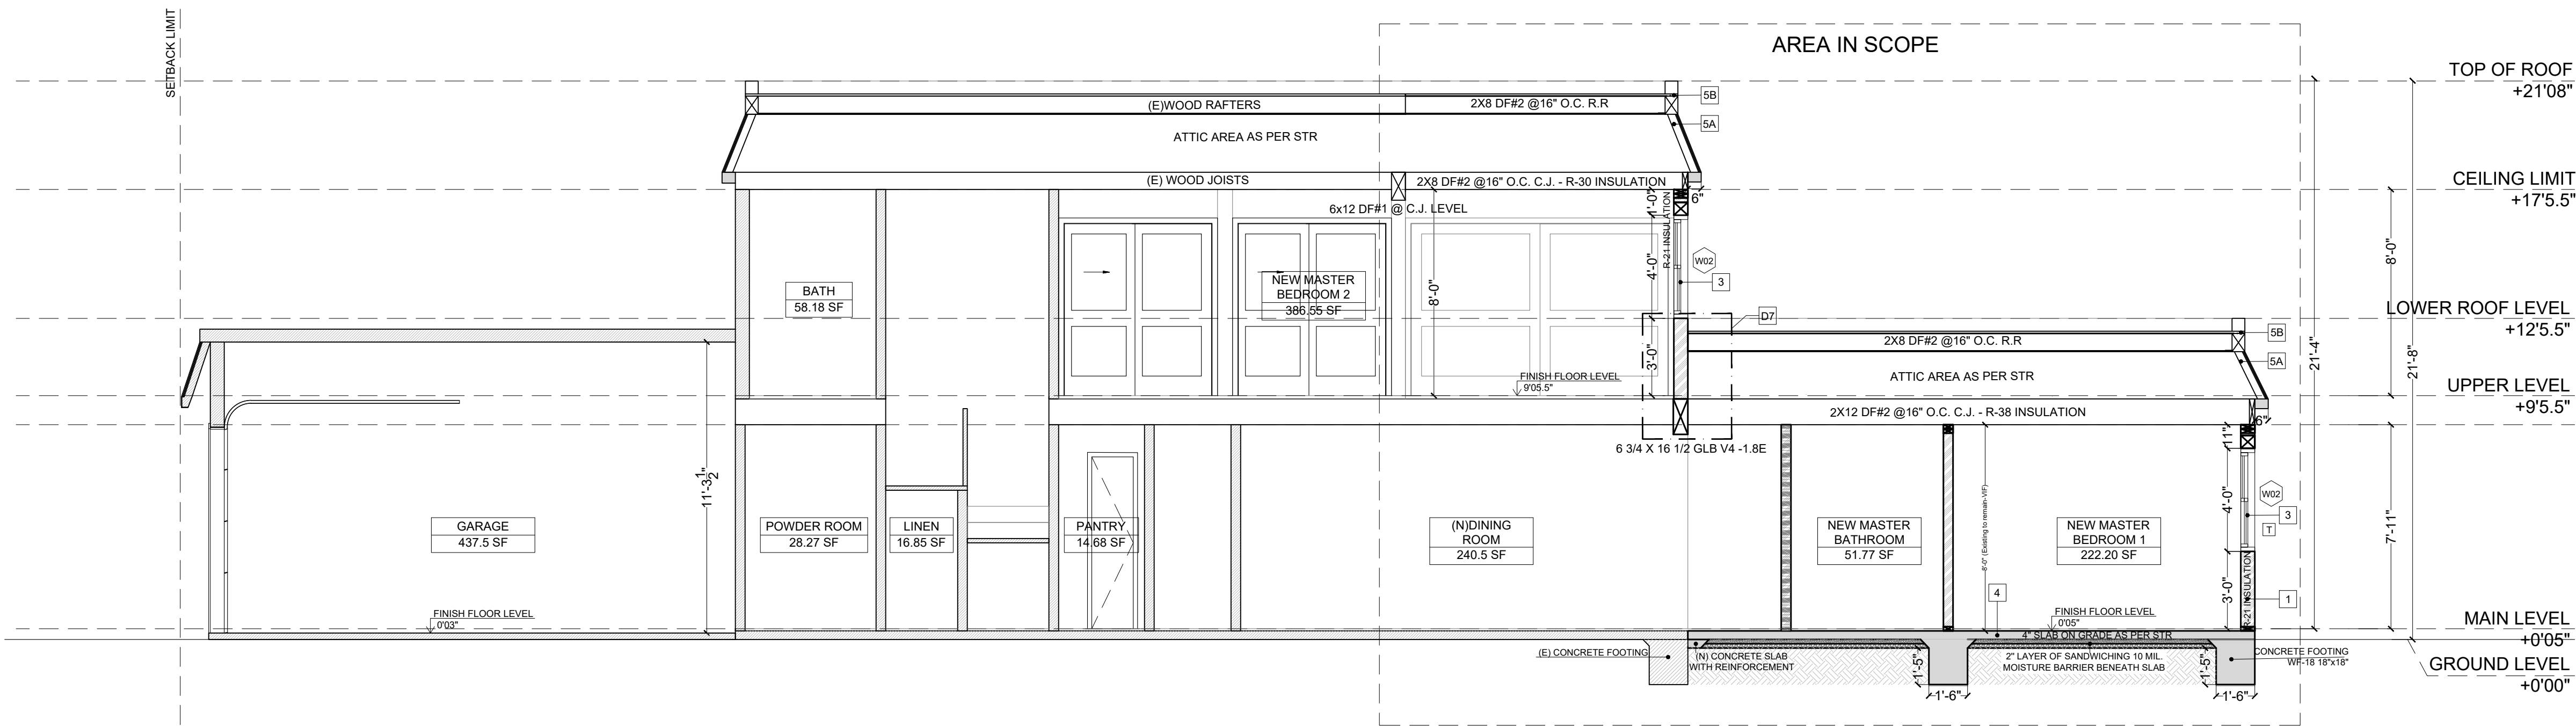 SETBACK LIMIT
AREA IN SCOPE
TOP OF ROOF
+21'08"
(E)WOOD RAFTERS
2X8 DF#2 @16" O.C. R.R
5B
5A
ATTIC AREA AS PER STR
(E) WOOD JOISTS
2X8 DF#2 @16" O.C. C.J. - R-30 INSULATION
CEILING LIMIT
+17'5.5"
6"
1'-0"
6x12 DF#1 @ C.J. LEVEL
R-21 INSULATION
W02
3
4'-0"
8'-0"
8'-0"
BATH
58.18 SF
NEW MASTER
BEDROOM 2
386.55 SF
D7
LOWER ROOF LEVEL
+12'5.5"
2X8 DF#2 @16" O.C. R.R
5B
5A
3'-0"
21'-4"
21'-8"
ATTIC AREA AS PER STR
FINISH FLOOR LEVEL
9'05.5"
UPPER LEVEL
+9'5.5"
2X12 DF#2 @16" O.C. C.J. - R-38 INSULATION
6"
11"
6 3/4 X 16 1/2 GLB V4 -1.8E
11'-3 1/2"
8'-0" (Existing to remain-VIF)
4'-0"
W02
3
T
7'-11"
GARAGE
437.5 SF
POWDER ROOM
28.27 SF
LINEN
16.85 SF
PANTRY
14.68 SF
(N)DINING
ROOM
240.5 SF
NEW MASTER
BATHROOM
51.77 SF
NEW MASTER
BEDROOM 1
222.20 SF
4
3'-0"
R-21 INSULATION
1
FINISH FLOOR LEVEL
0'03"
FINISH FLOOR LEVEL
0'05"
MAIN LEVEL
+0'05"
4" SLAB ON GRADE AS PER STR
(E) CONCRETE FOOTING
(N) CONCRETE SLAB
WITH REINFORCEMENT
1'-5"
2" LAYER OF SANDWICHING 10 MIL.
MOISTURE BARRIER BENEATH SLAB
1'-5"
CONCRETE FOOTING
WF-18 18"x18"
GROUND LEVEL
+0'00"
1'-6"
1'-6"